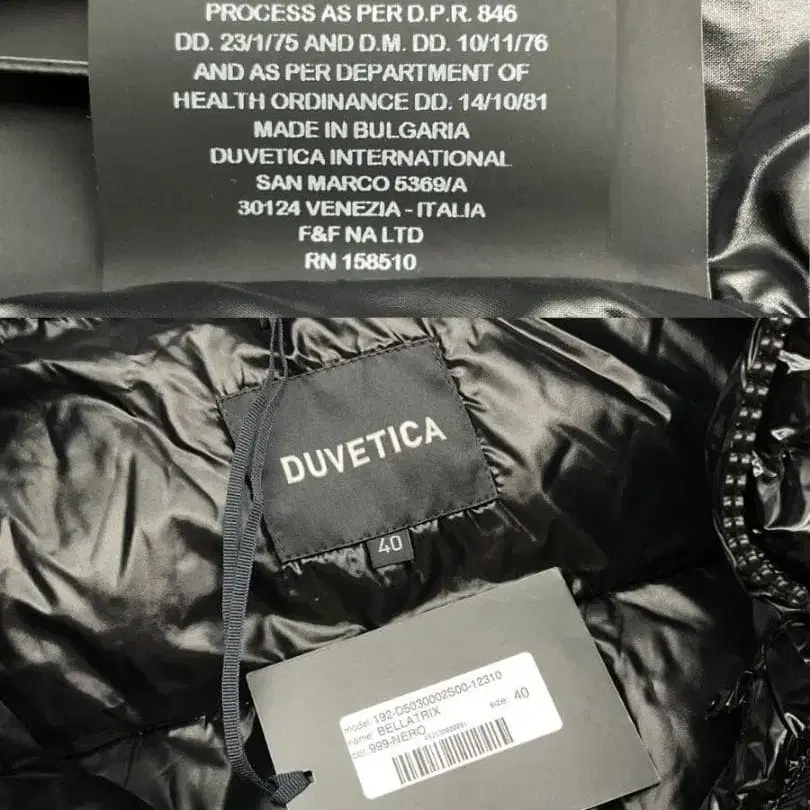 PROCESS AS PER D.P.R. 846
DD. 23/1/75 AND D.M. DD. 10/11/76
AND AS PER DEPARTMENT OF
HEALTH ORDINANCE DD. 14/10/81
MADE IN BULGARIA
DUVETICA INTERNATIONAL
SAN MARCO 5369/A
30124 VENEZIA - ITALIA
F&F NA LTD
RN 158510
DUVETICA
40
model: 192-D5030002S00-12310
name: BELLATRIX size: 40
col: 999-NERO